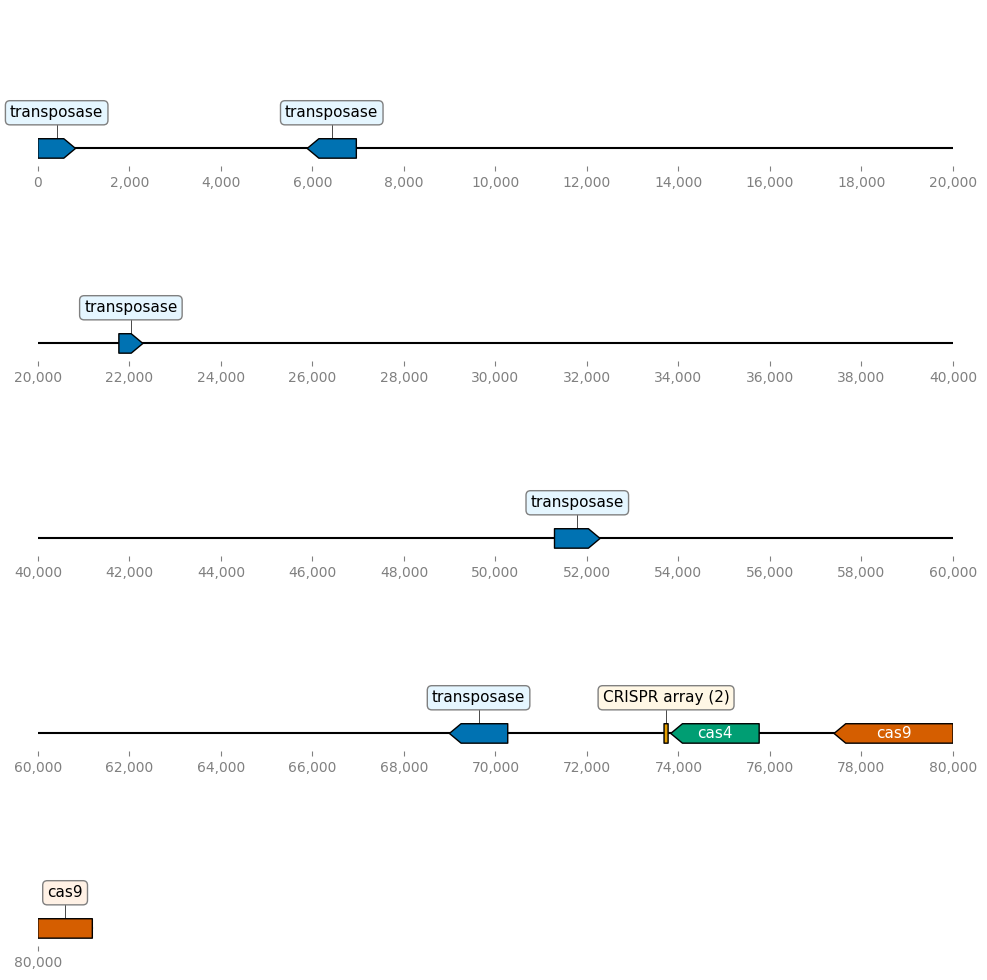 transposase transposase
0 2,000 4,000 6,000 8,000 10,000 12,000 14,000 16,000 18,000 20,000
transposase
20,000 22,000 24,000 26,000 28,000 30,000 32,000 34,000 36,000 38,000 40,000
transposase
40,000 42,000 44,000 46,000 48,000 50,000 52,000 54,000 56,000 58,000 60,000
transposase CRISPR array (2)
cas4 cas9
60,000 62,000 64,000 66,000 68,000 70,000 72,000 74,000 76,000 78,000 80,000
cas9
80,000